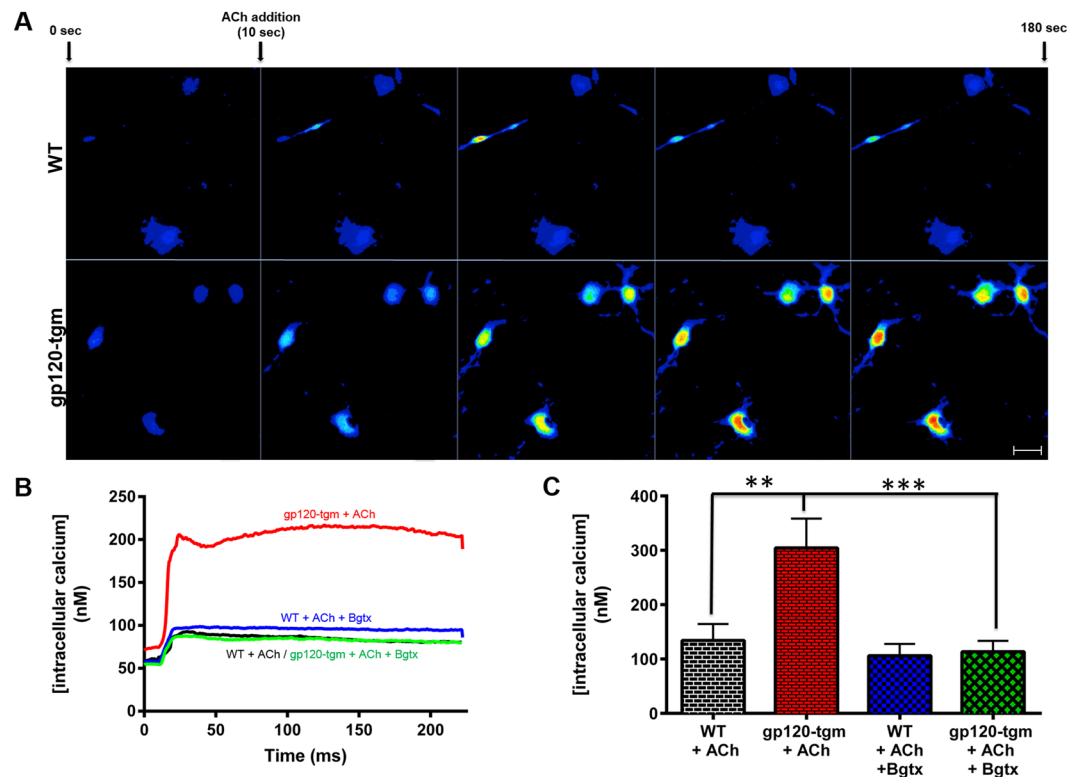 A
0 sec
ACh addition
(10 sec)
180 sec
WT
gp120-tgm
B
[intracellular calcium]
(nM)
250
200
150
100
50
0
gp120-tgm + ACh
WT + ACh + Bgtx
WT + ACh / gp120-tgm + ACh + Bgtx
0
50
100
150
200
Time (ms)
C
[intracellular calcium]
(nM)
400
300
200
100
0
**
***
WT
+ ACh
gp120-tgm
+ ACh
WT
+ ACh
+Bgtx
gp120-tgm
+ ACh
+ Bgtx